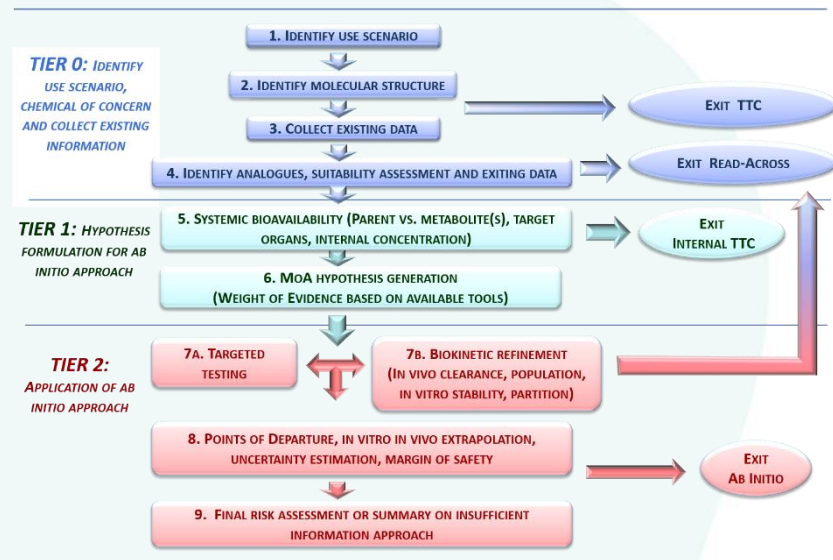 1. Identify use scenario
TIER 0: Identify
use scenario,
chemical of concern
and collect existing
information
2. Identify molecular structure
Exit TTC
3. Collect existing data
4. Identify analogues, suitability assessment and exiting data
Exit Read-Across
TIER 1: Hypothesis
formulation for ab
initio approach
5. Systemic bioavailability (Parent vs. metabolite(s), target
organs, internal concentration)
Exit
Internal TTC
6. MoA hypothesis generation
(Weight of Evidence based on available tools)
TIER 2:
Application of ab
initio approach
7a. Targeted
testing
7b. Biokinetic refinement
(In vivo clearance, population,
in vitro stability, partition)
8. Points of Departure, in vitro in vivo extrapolation,
uncertainty estimation, margin of safety
Exit
Ab Initio
9. Final risk assessment or summary on insufficient
information approach